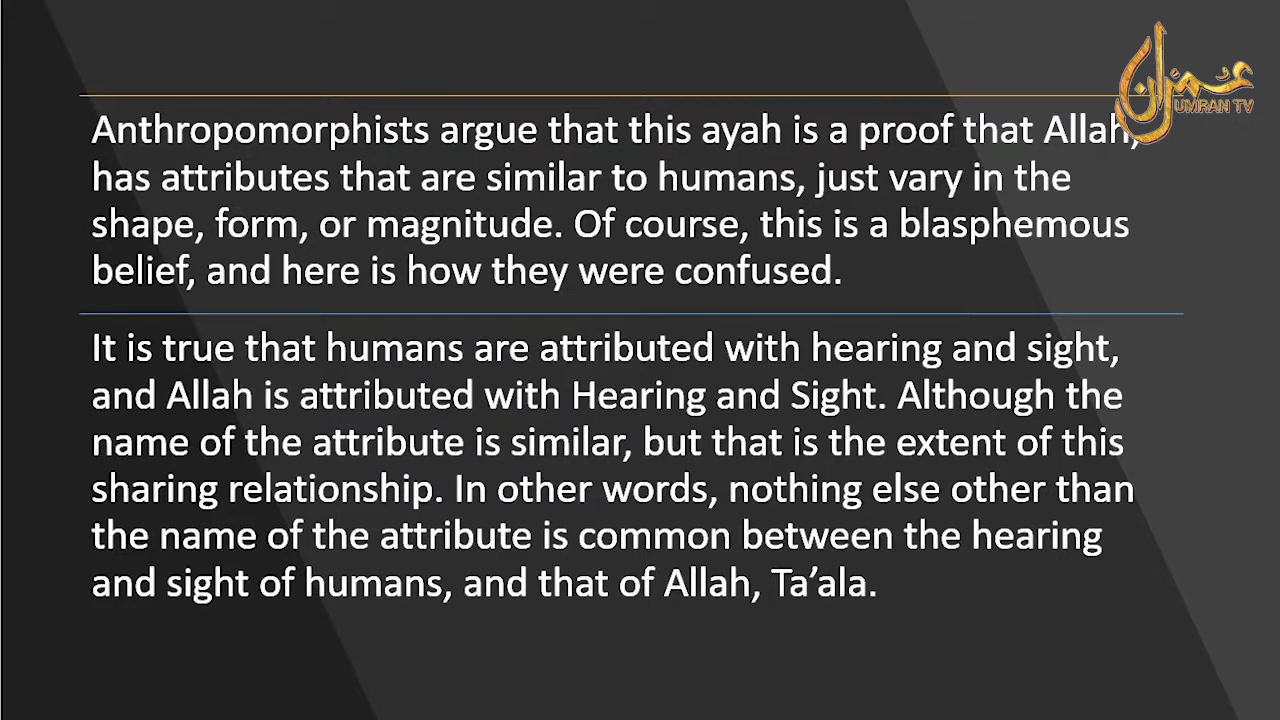 عمران
UMRAN TV
Anthropomorphists argue that this ayah is a proof that Allah,
has attributes that are similar to humans, just vary in the
shape, form, or magnitude. Of course, this is a blasphemous
belief, and here is how they were confused.
It is true that humans are attributed with hearing and sight,
and Allah is attributed with Hearing and Sight. Although the
name of the attribute is similar, but that is the extent of this
sharing relationship. In other words, nothing else other than
the name of the attribute is common between the hearing
and sight of humans, and that of Allah, Ta’ala.